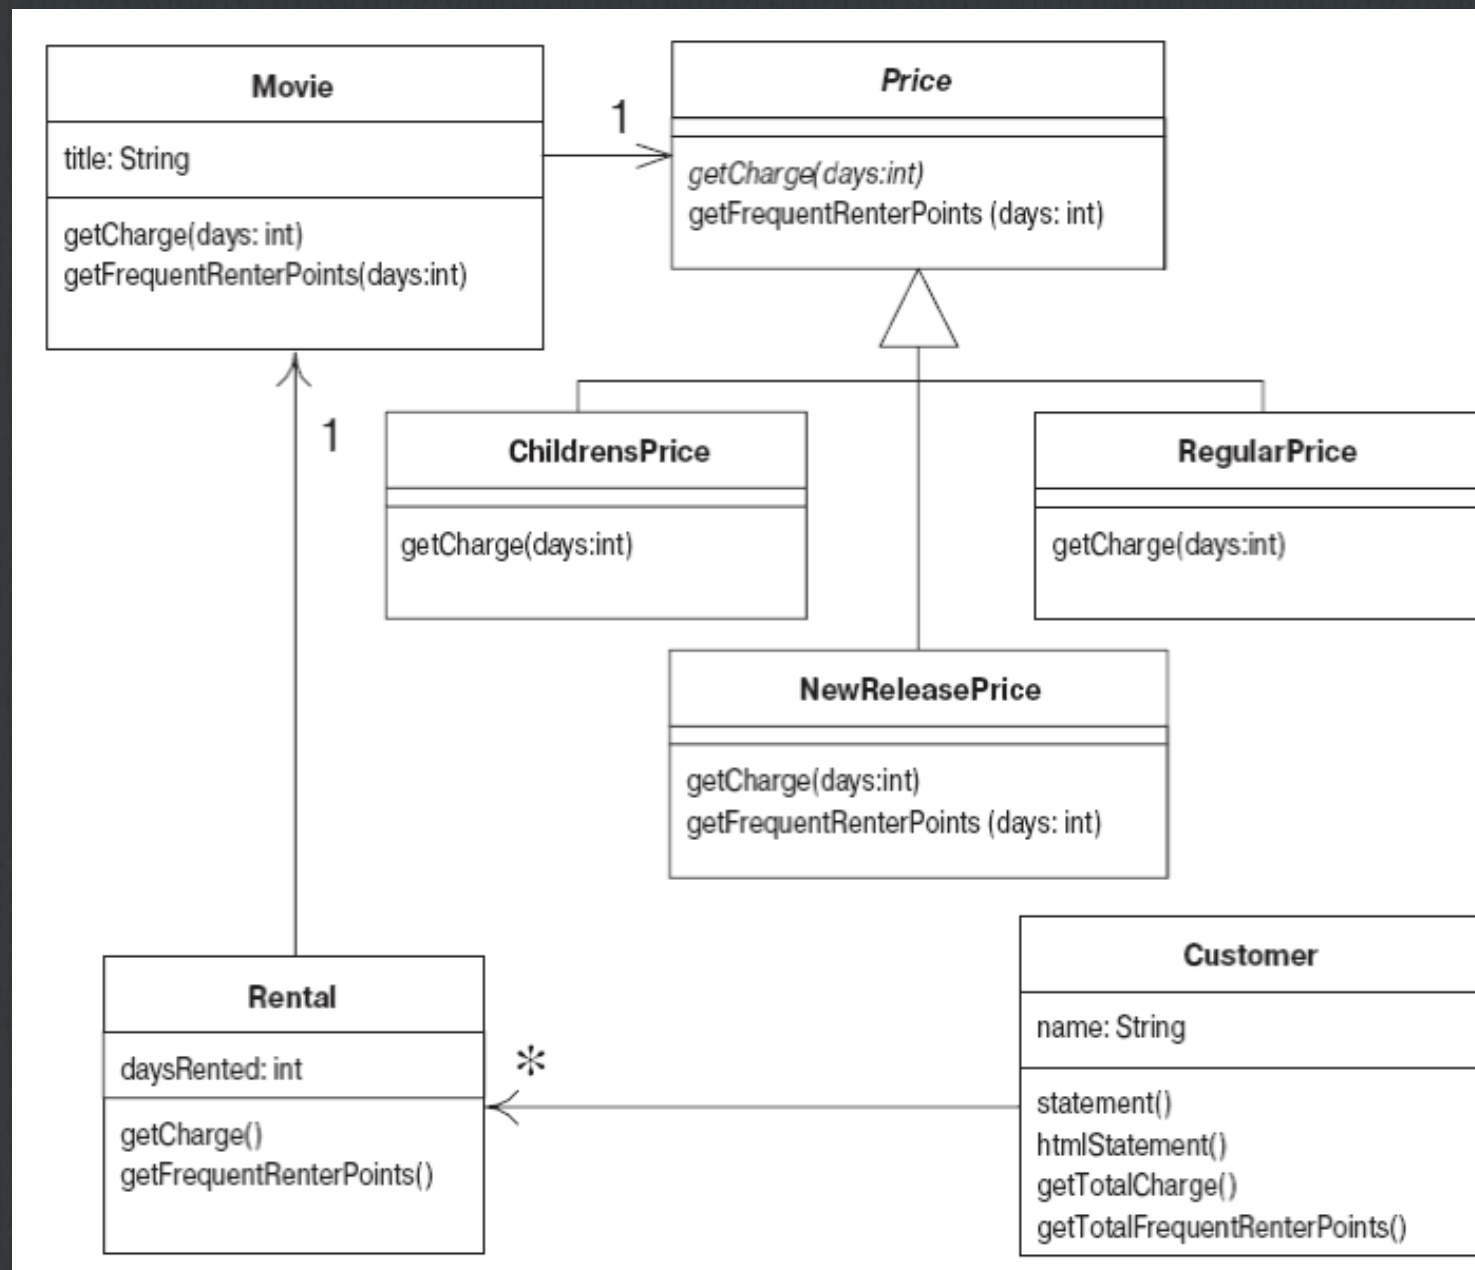 Movie
title: String
getCharge(days: int)
getFrequentRenterPoints(days:int)
1
Price
getCharge(days:int)
getFrequentRenterPoints (days: int)
1
ChildrensPrice
getCharge(days:int)
RegularPrice
getCharge(days:int)
NewReleasePrice
getCharge(days:int)
getFrequentRenterPoints (days: int)
Rental
daysRented: int
getCharge()
getFrequentRenterPoints()
*
Customer
name: String
statement()
htmlStatement()
getTotalCharge()
getTotalFrequentRenterPoints()